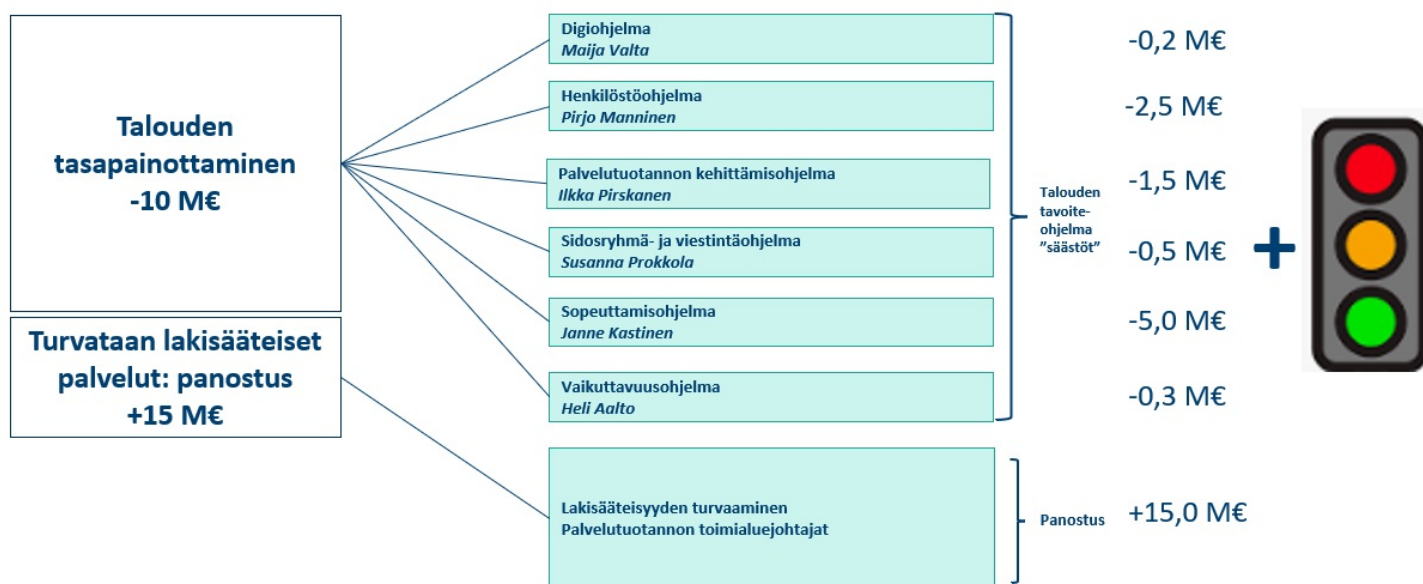 Talouden
tasapainottaminen
-10 M€
Turvataan lakisääteiset
palvelut: panostus
+15 M€
Digiohjelma
Maija Valta
Henkilöstöohjelma
Pirjo Manninen
Palvelutuotannon kehittämisohjelma
Ilkka Pirskanen
Sidosryhmä- ja viestintäohjelma
Susanna Prokkola
Sopeuttamisohjelma
Janne Kastinen
Vaikuttavuusohjelma
Heli Aalto
Lakisääteisyyden turvaaminen
Palvelutuotannon toimialuejohtajat
Talouden
tavoite-
ohjelma
”säästöt”
Panostus
-0,2 M€
-2,5 M€
-1,5 M€
-0,5 M€
-5,0 M€
-0,3 M€
+15,0 M€
+